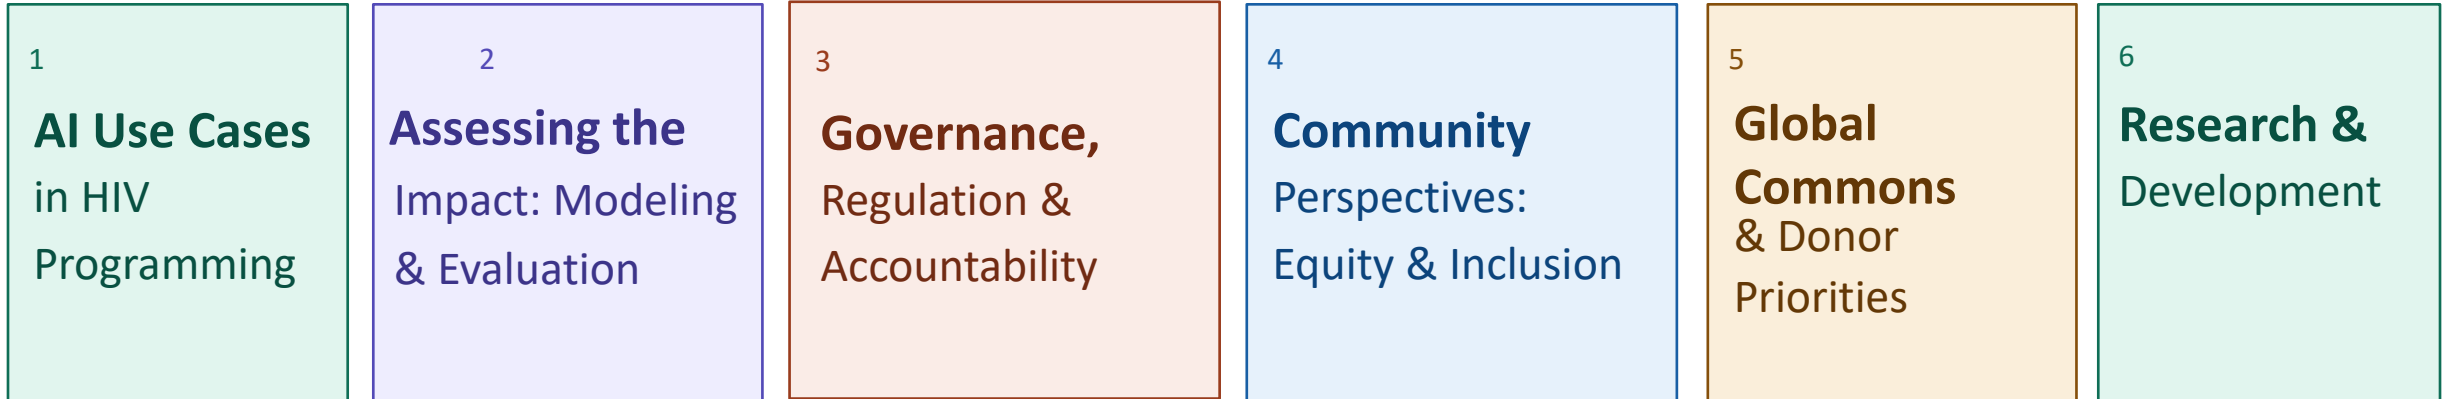 1
AI Use Cases
in HIV
Programming
2
Assessing the
Impact: Modeling
& Evaluation
3
Governance,
Regulation &
Accountability
4
Community
Perspectives:
Equity & Inclusion
5
Global
Commons
& Donor
Priorities
6
Research &
Development